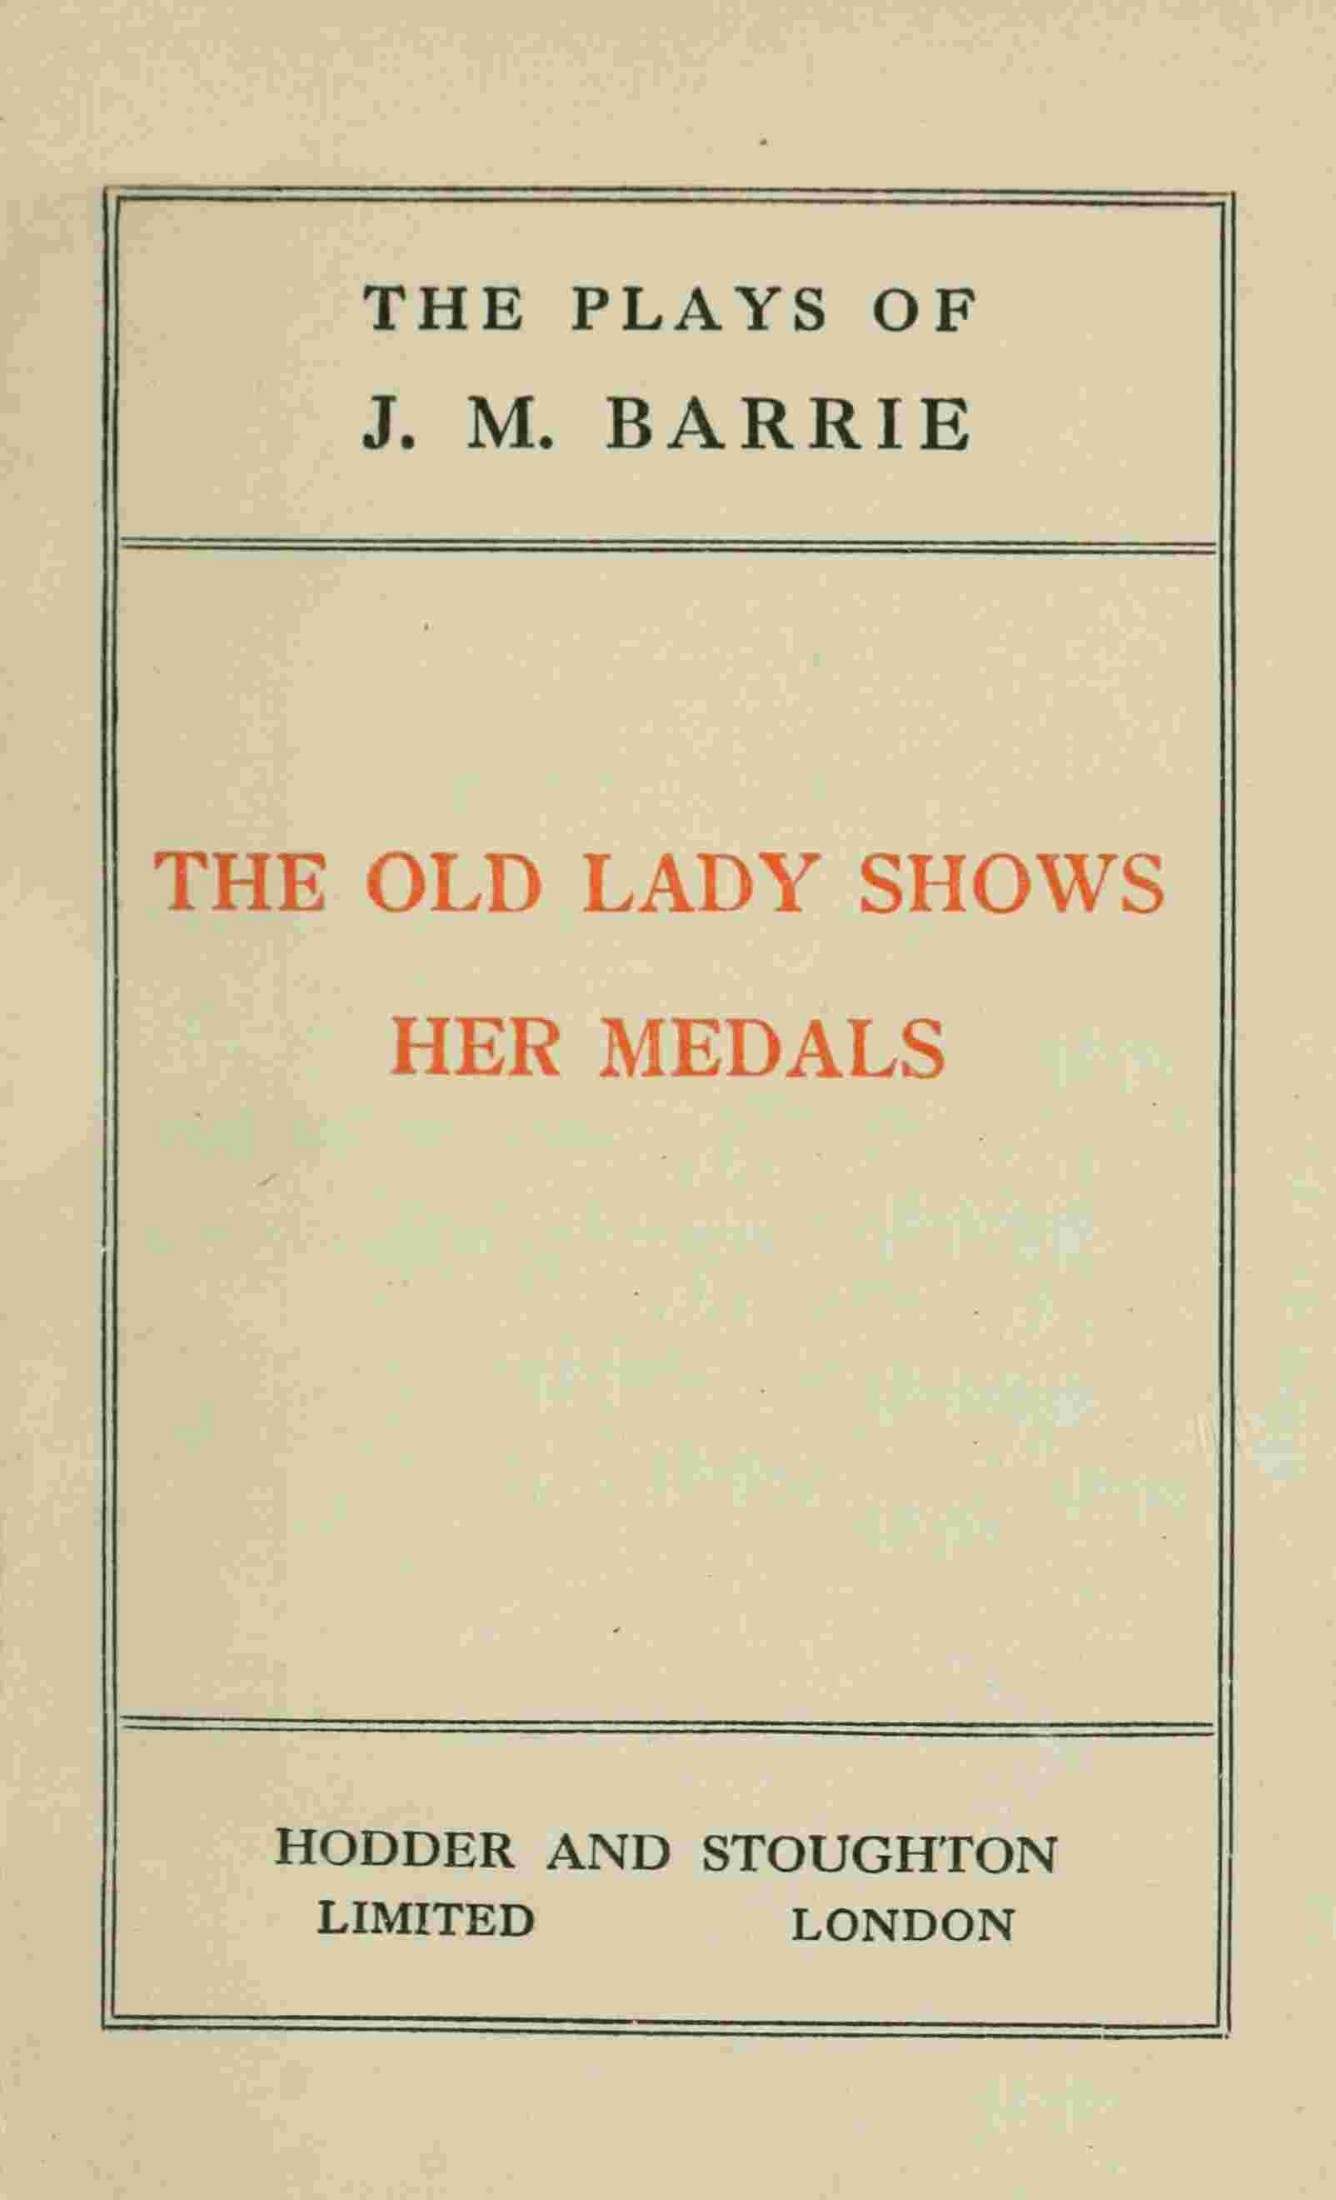 THE PLAYS OF
J. M. BARRIE
THE OLD LADY SHOWS
HER MEDALS
HODDER AND STOUGHTON
LIMITED LONDON